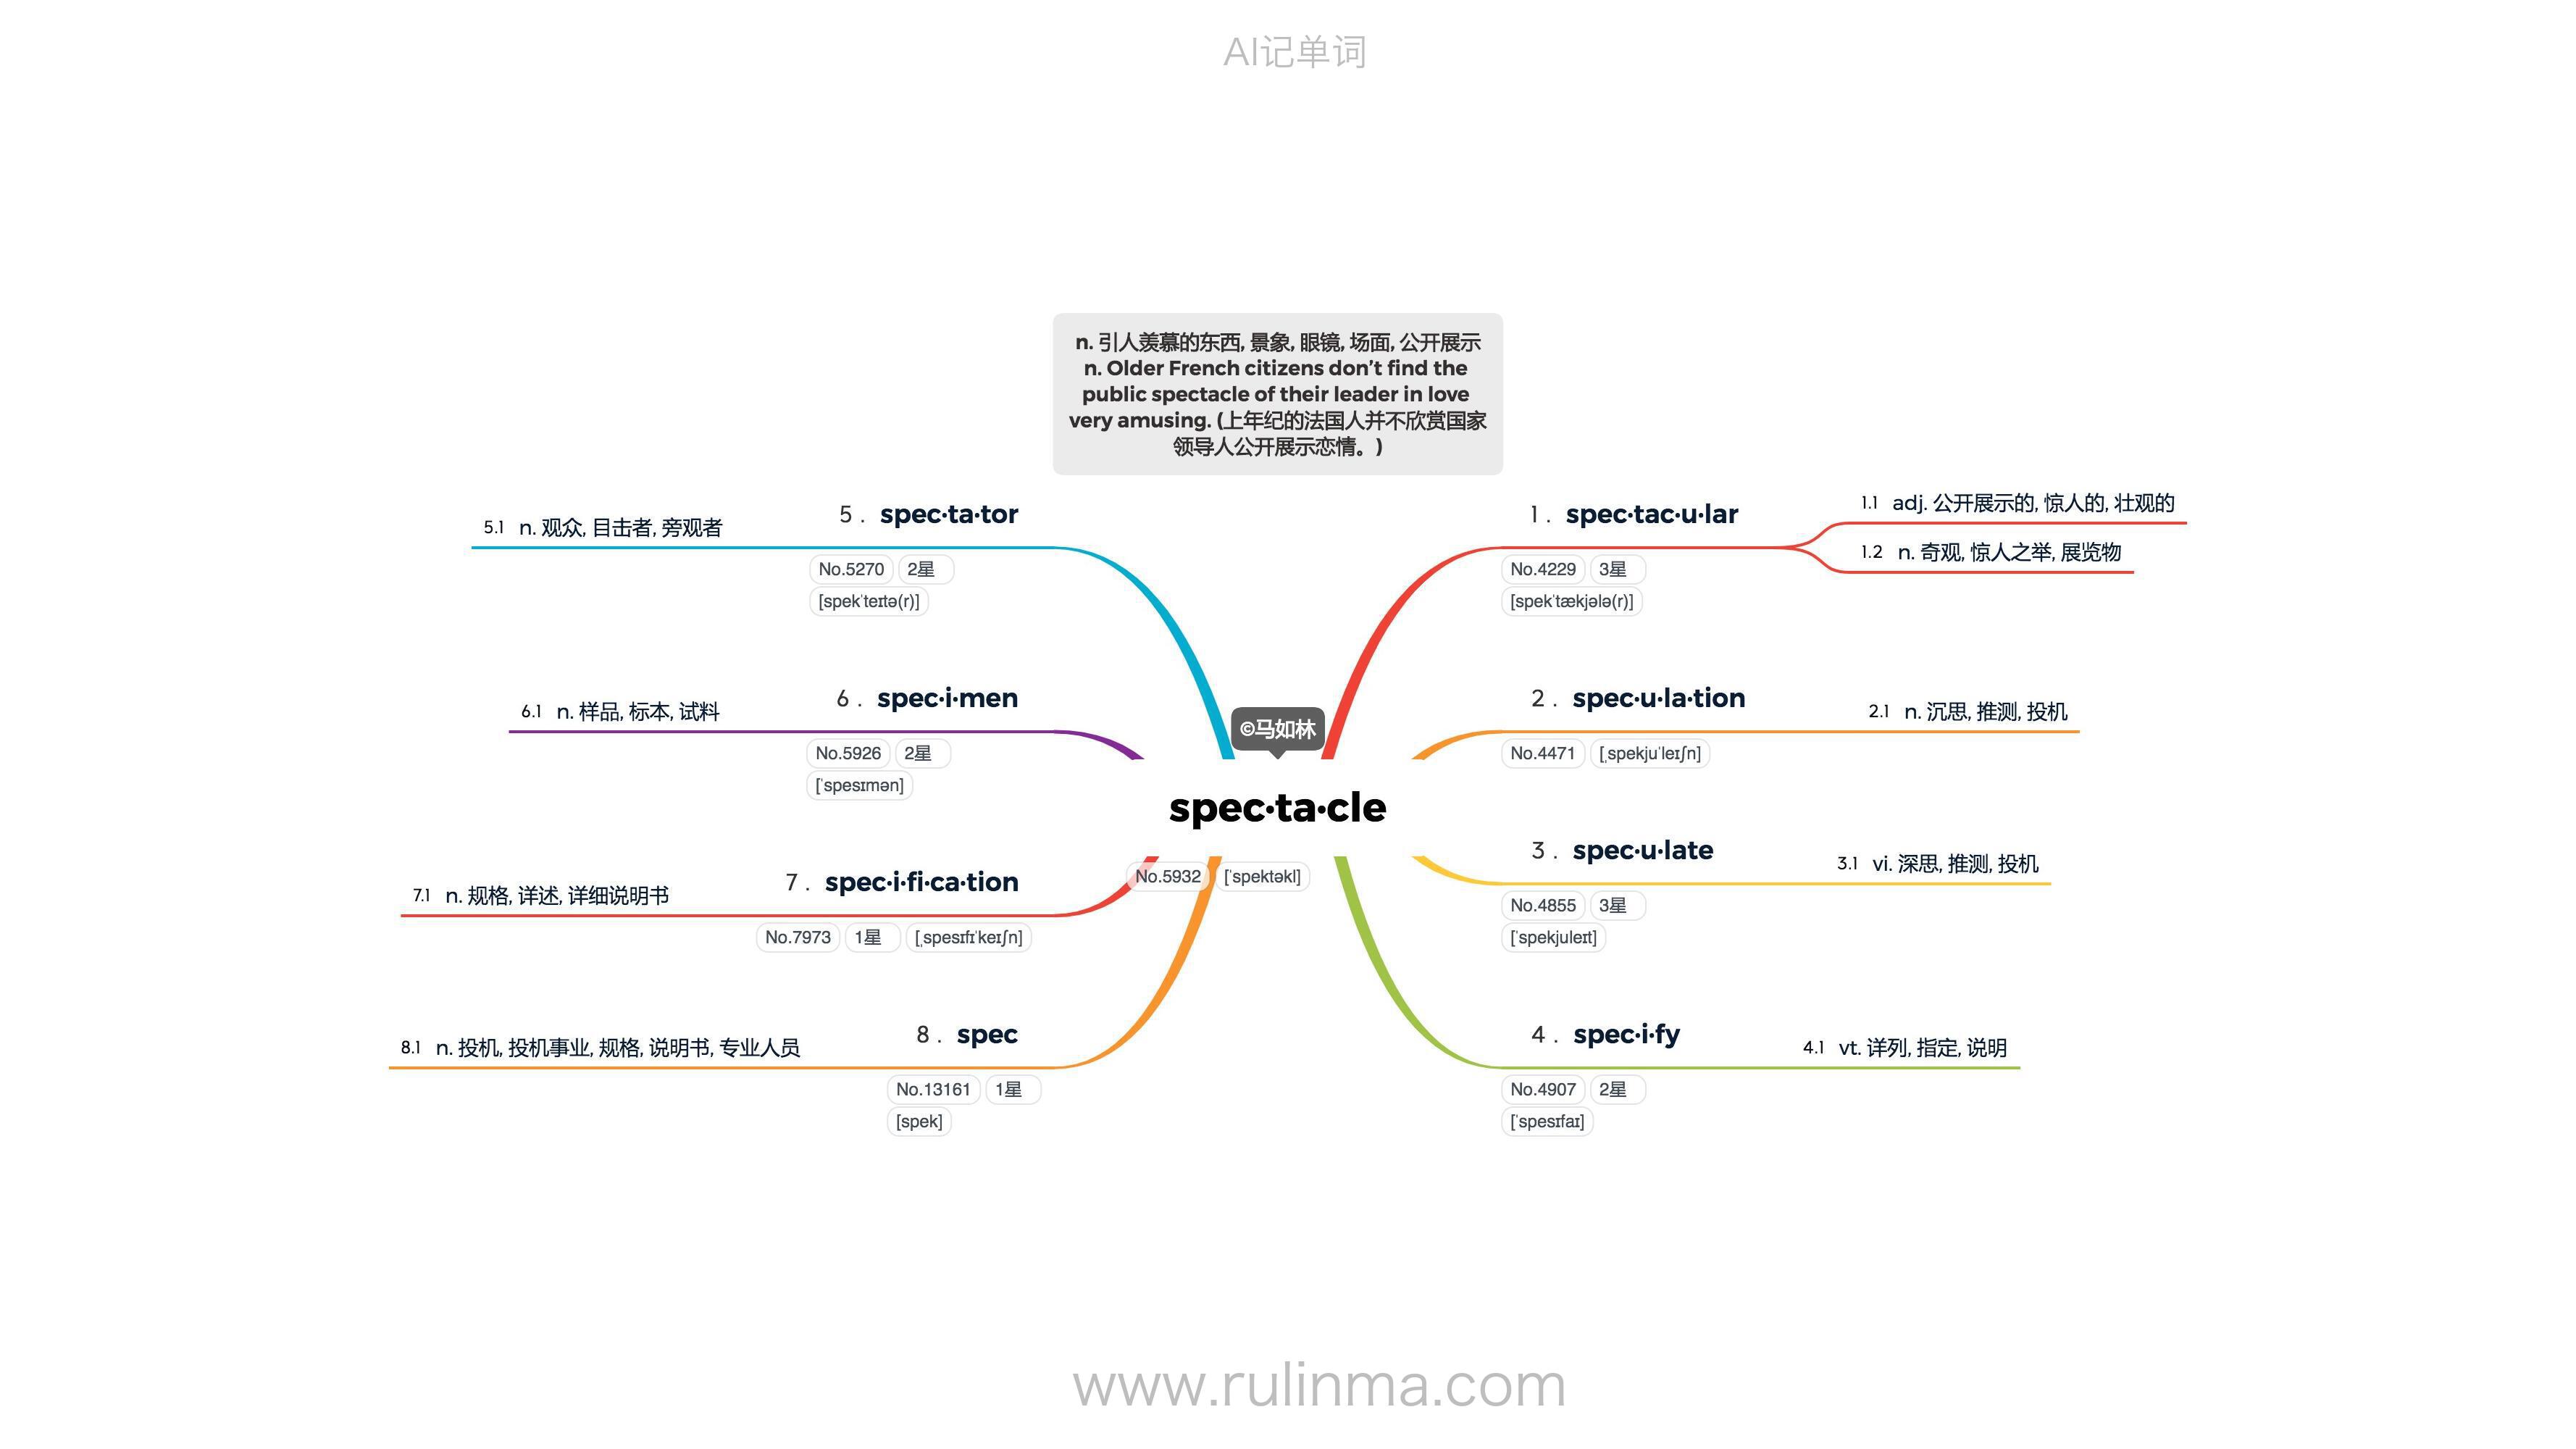 AI记单词
n. 引人羡慕的东西, 景象, 眼镜, 场面, 公开展示
n. Older French citizens don’t find the
public spectacle of their leader in love
very amusing. (上年纪的法国人并不欣赏国家
领导人公开展示恋情。)
©马如林
spec·ta·cle
No.5932 [ˈspektəkl]
1 . spec·tac·u·lar
No.4229 3星
[spekˈtækjələ(r)]
1.1 adj. 公开展示的, 惊人的, 壮观的
1.2 n. 奇观, 惊人之举, 展览物
2 . spec·u·la·tion
No.4471 [ˌspekjuˈleɪʃn]
2.1 n. 沉思, 推测, 投机
3 . spec·u·late
No.4855 3星
[ˈspekjuleɪt]
3.1 vi. 深思, 推测, 投机
4 . spec·i·fy
No.4907 2星
[ˈspesɪfaɪ]
4.1 vt. 详列, 指定, 说明
5 . spec·ta·tor
No.5270 2星
[spekˈteɪtə(r)]
5.1 n. 观众, 目击者, 旁观者
6 . spec·i·men
No.5926 2星
[ˈspesɪmən]
6.1 n. 样品, 标本, 试料
7 . spec·i·fi·ca·tion
No.7973 1星 [ˌspesɪfɪˈkeɪʃn]
7.1 n. 规格, 详述, 详细说明书
8 . spec
No.13161 1星
[spek]
8.1 n. 投机, 投机事业, 规格, 说明书, 专业人员
www.rulinma.com